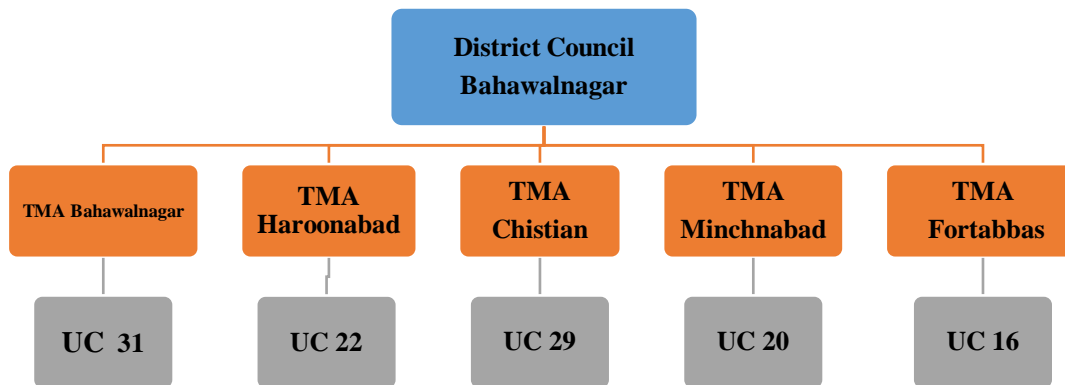 District Council
Bahawalnagar
TMA Bahawalnagar
TMA
Haroonabad
TMA
Chistian
TMA
Minchnabad
TMA
Fortabbas
UC 31
UC 22
UC 29
UC 20
UC 16